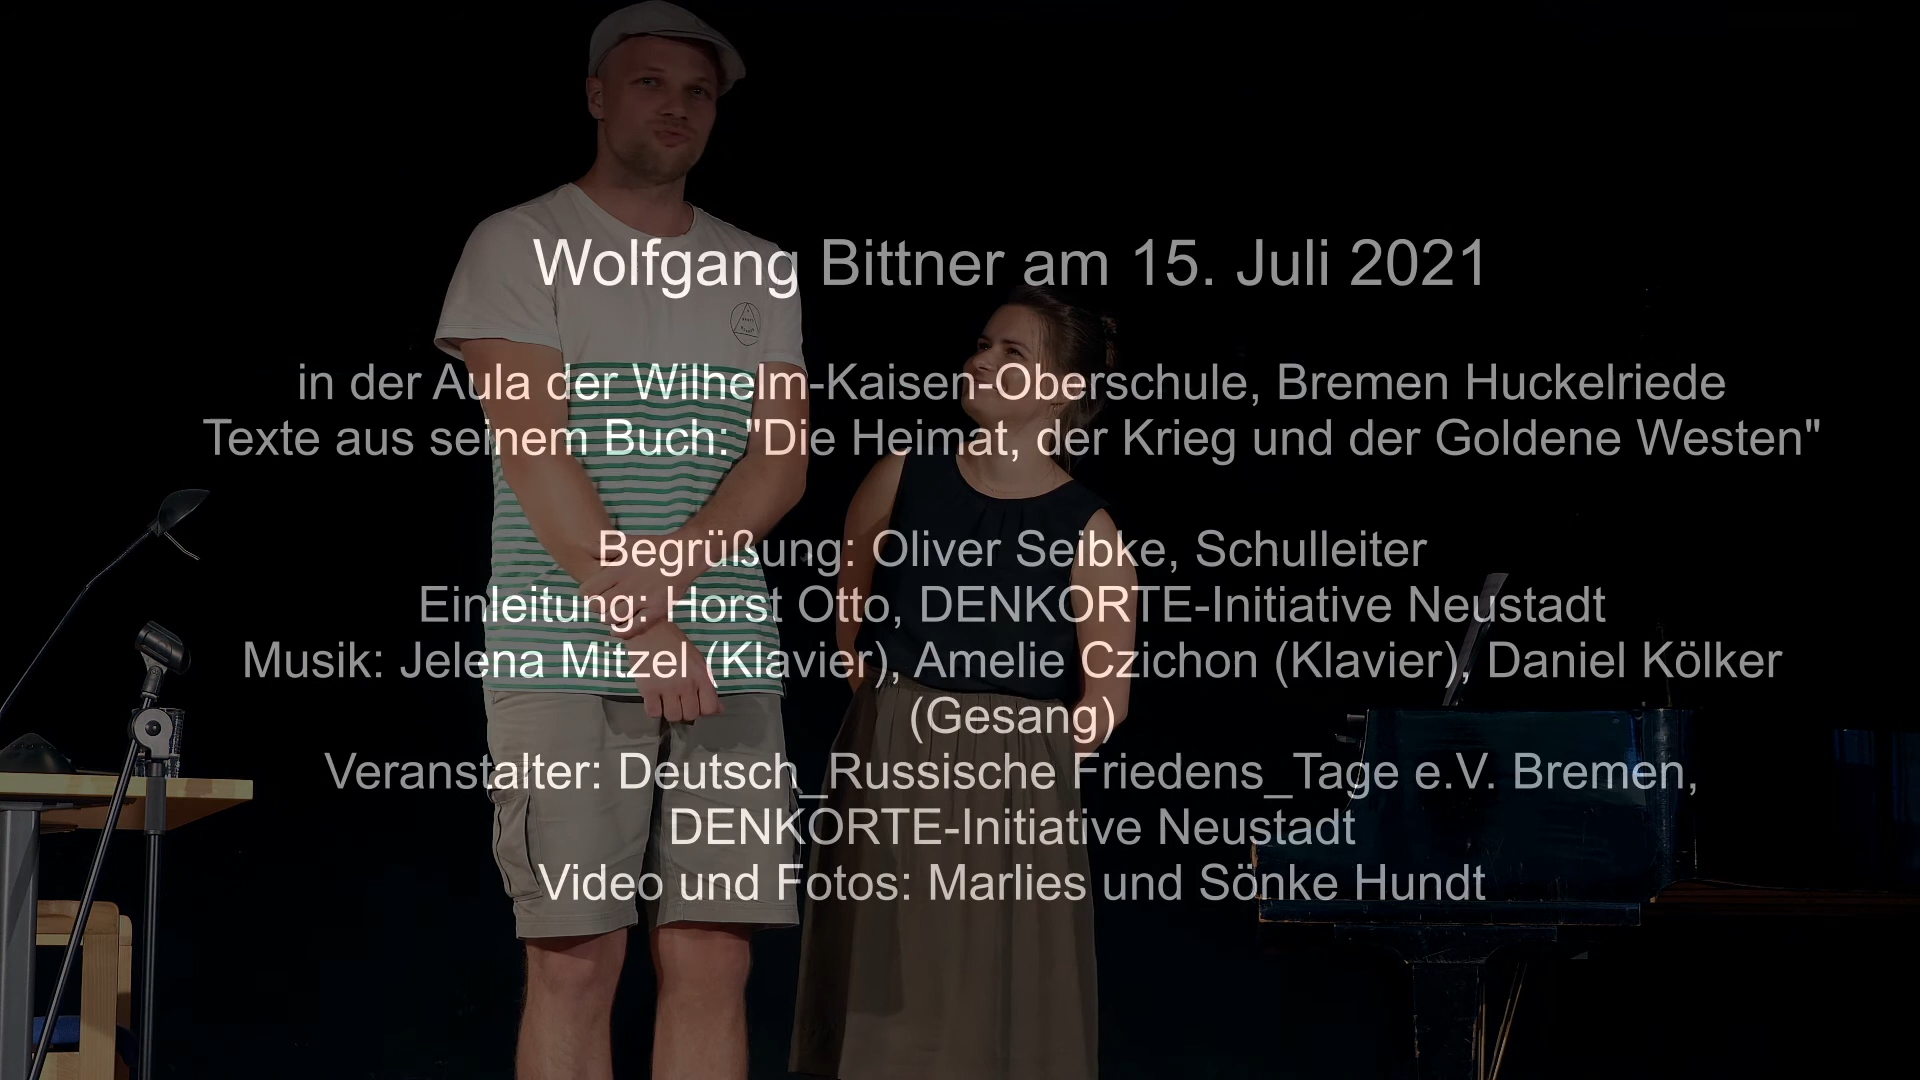 Wolfgang Bittner am 15. Juli 2021
in der Aula der Wilhelm-Kaisen-Oberschule, Bremen Huckelriede
Texte aus seinem Buch: "Die Heimat, der Krieg und der Goldene Westen"
Begrüßung: Oliver Seibke, Schulleiter
Einleitung: Horst Otto, DENKORTE-Initiative Neustadt
Musik: Jelena Mitzel (Klavier), Amelie Czichon (Klavier), Daniel Kölker
(Gesang)
Veranstalter: Deutsch_Russische Friedens_Tage e.V. Bremen,
DENKORTE-Initiative Neustadt
Video und Fotos: Marlies und Sönke Hundt